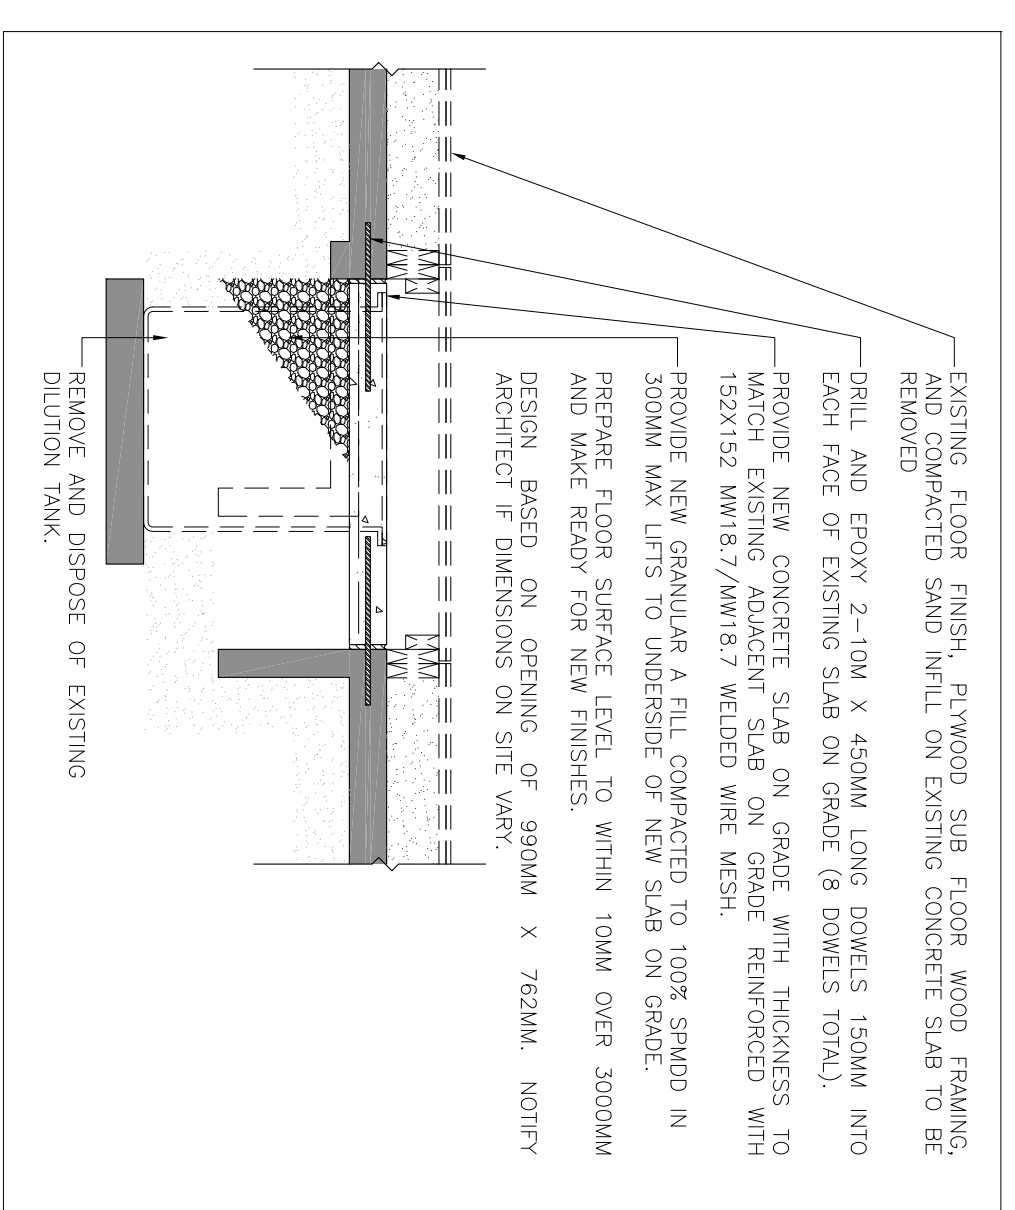 EXISTING FLOOR FINISH, PLYWOOD SUB FLOOR WOOD FRAMING,
AND COMPACTED SAND INFILL ON EXISTING CONCRETE SLAB TO BE
REMOVED
DRILL AND EPOXY 2-10M X 450MM LONG DOWELS 150MM INTO
EACH FACE OF EXISTING SLAB ON GRADE (8 DOWELS TOTAL).
PROVIDE NEW CONCRETE SLAB ON GRADE WITH THICKNESS TO
MATCH EXISTING ADJACENT SLAB ON GRADE REINFORCED WITH
152X152 MW18.7/MW18.7 WELDED WIRE MESH.
PROVIDE NEW GRANULAR A FILL COMPACTED TO 100% SPMDD IN
300MM MAX LIFTS TO UNDERSIDE OF NEW SLAB ON GRADE.
PREPARE FLOOR SURFACE LEVEL TO WITHIN 10MM OVER 3000MM
AND MAKE READY FOR NEW FINISHES.
DESIGN BASED ON OPENING OF 990MM X 762MM. NOTIFY
ARCHITECT IF DIMENSIONS ON SITE VARY.
REMOVE AND DISPOSE OF EXISTING
DILUTION TANK.